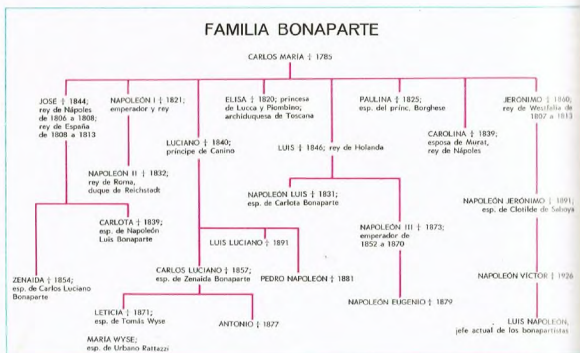 FAMILIA BONAPARTE
CARLOS MARIA † 1785
JOSE † 1844;
rey de Nápoles
de 1806 a 1808;
rey de España
de 1808 a 1813
NAPOLEÓN I † 1821;
emperador y rey
LUCIANO † 1840;
príncipe de Canino
ELISA † 1820; princesa
de Lucca y Piombino;
archiduquesa de Toscana
LUIS † 1846; rey de Holanda
PAULINA † 1825;
esp. del princ. Borghese
CAROLINA † 1839;
esposa de Murat,
rey de Nápoles
JERONIMO † 1860;
rey de Westfalia de
1807 a 1813
NAPOLEÓN II † 1832;
rey de Roma,
duque de Reichstadt
NAPOLEÓN LUIS † 1831;
esp. de Carlota Bonaparte
NAPOLEÓN JERÓNIMO † 1891;
esp. de Clotilde de Saboya
CARLOTA † 1839;
esp. de Napoleón
Luis Bonaparte
LUIS LUCIANO † 1891
NAPOLEÓN III † 1873;
emperador de
1852 a 1870
ZENAIDA † 1854;
esp. de Carlos Luciano
Bonaparte
CARLOS LUCIANO † 1857;
esp. de Zenaida Bonaparte
PEDRO NAPOLEÓN † 1881
NAPOLEÓN VÍCTOR † 1926
LETICIA † 1871;
esp. de Tomás Wyse
ANTONIO † 1877
NAPOLEÓN EUGENIO † 1879
LUIS NAPOLEÓN,
jefe actual de los bonapartistas
MARIA WYSE;
esp. de Urbano Rattazzi